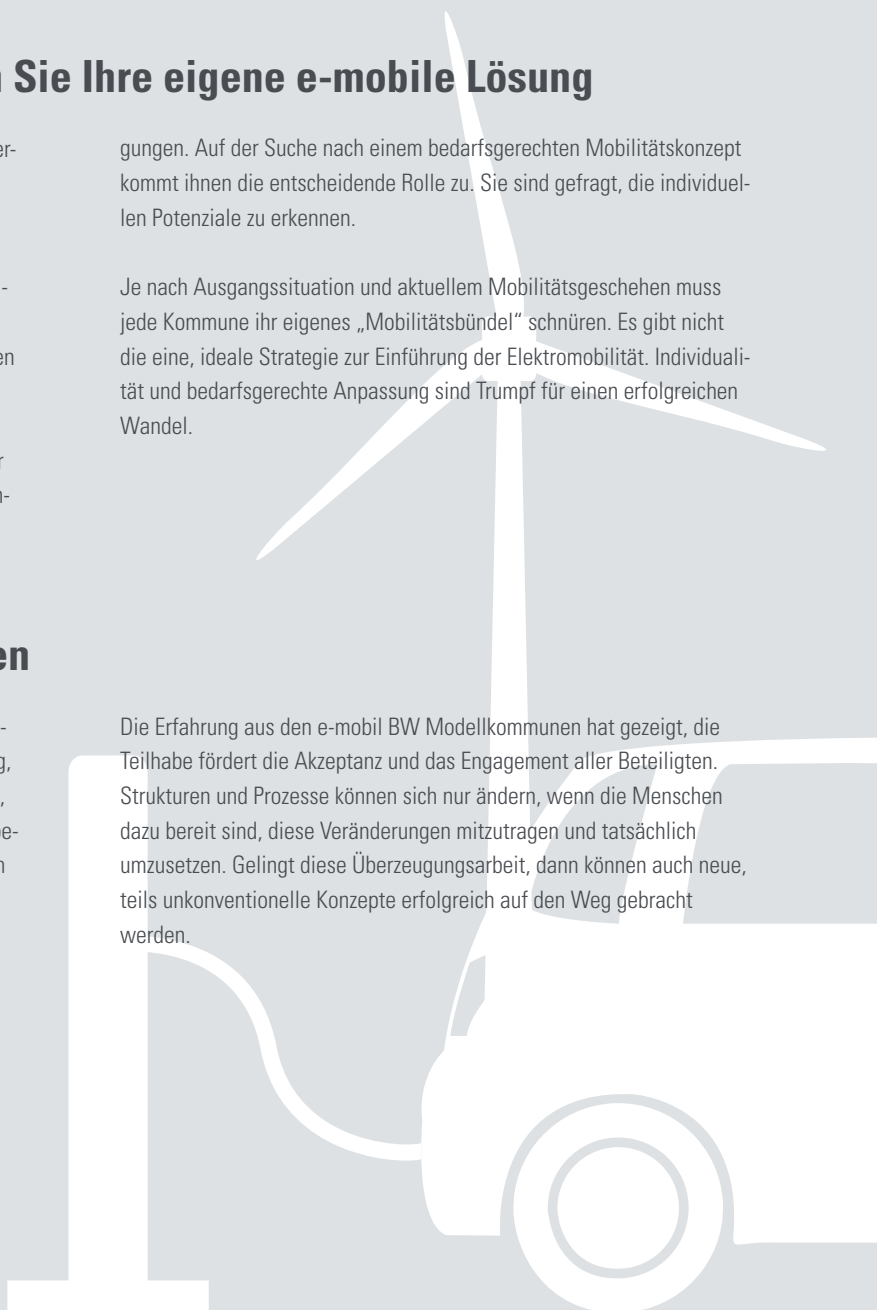 Sie Ihre eigene e-mobile Lösung
gungen. Auf der Suche nach einem bedarfsgerechten Mobilitätskonzept
kommt ihnen die entscheidende Rolle zu. Sie sind gefragt, die individuel-
len Potenziale zu erkennen.
Je nach Ausgangssituation und aktuellem Mobilitätsgeschehen muss
jede Kommune ihr eigenes „Mobilitätsbündel“ schnüren. Es gibt nicht
die eine, ideale Strategie zur Einführung der Elektromobilität. Individuali-
tät und bedarfsgerechte Anpassung sind Trumpf für einen erfolgreichen
Wandel.
Die Erfahrung aus den e-mobil BW Modellkommunen hat gezeigt, die
Teilhabe fördert die Akzeptanz und das Engagement aller Beteiligten.
Strukturen und Prozesse können sich nur ändern, wenn die Menschen
dazu bereit sind, diese Veränderungen mitzutragen und tatsächlich
umzusetzen. Gelingt diese Überzeugungsarbeit, dann können auch neue,
teils unkonventionelle Konzepte erfolgreich auf den Weg gebracht
werden.